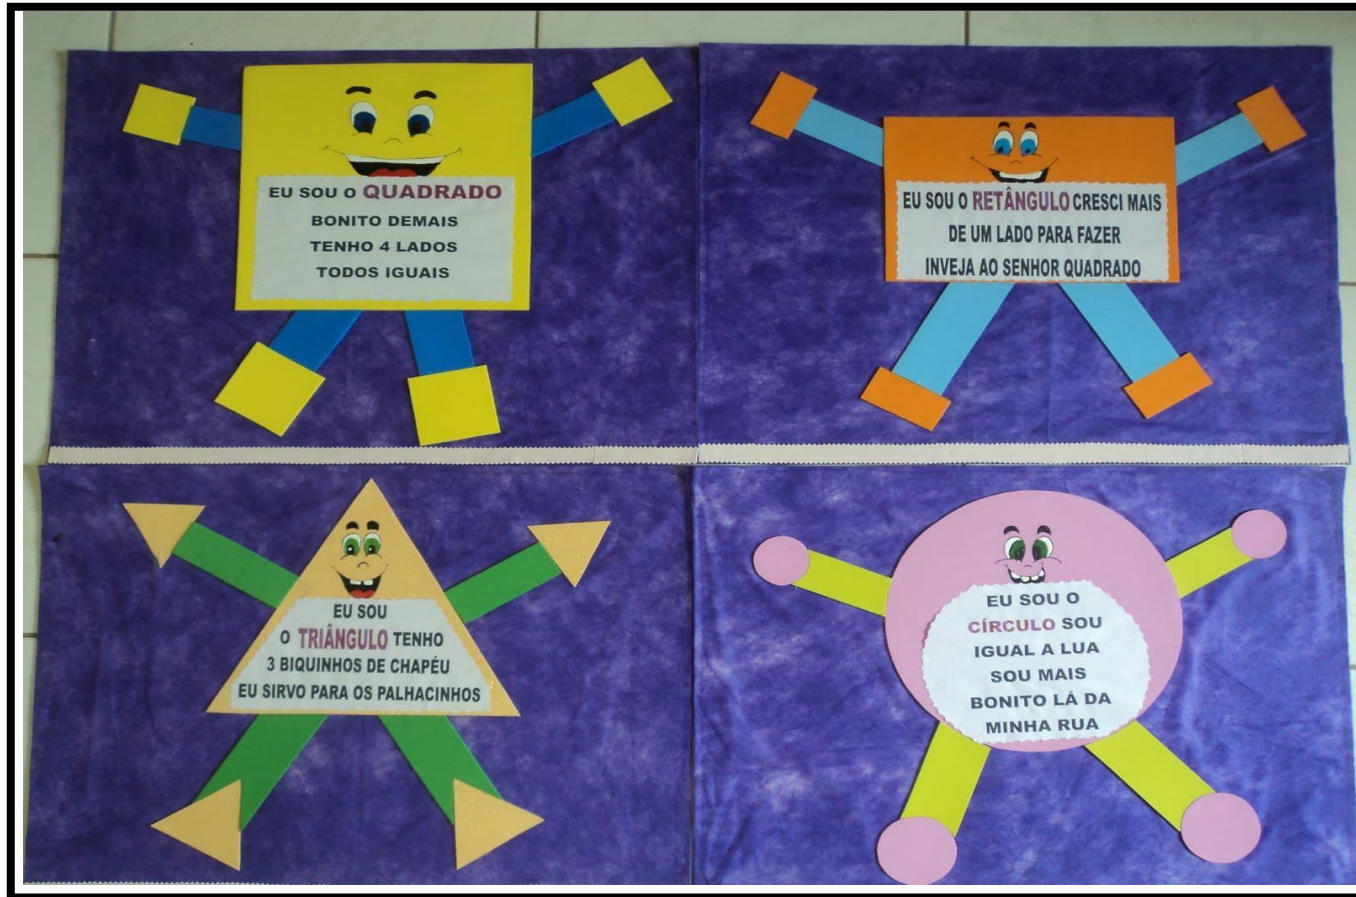 EU SOU O QUADRADO
BONITO DEMAIS
TENHO 4 LADOS
TODOS IGUAIS
EU SOU O RETÂNGULO CRESCI MAIS
DE UM LADO PARA FAZER
INVEJA AO SENHOR QUADRADO
EU SOU
O TRIÂNGULO TENHO
3 BIQUINHOS DE CHAPÉU
EU SIRVO PARA OS PALHACINHOS
EU SOU O
CÍRCULO SOU
IGUAL A LUA
SOU MAIS
BONITO LÁ DA
MINHA RUA